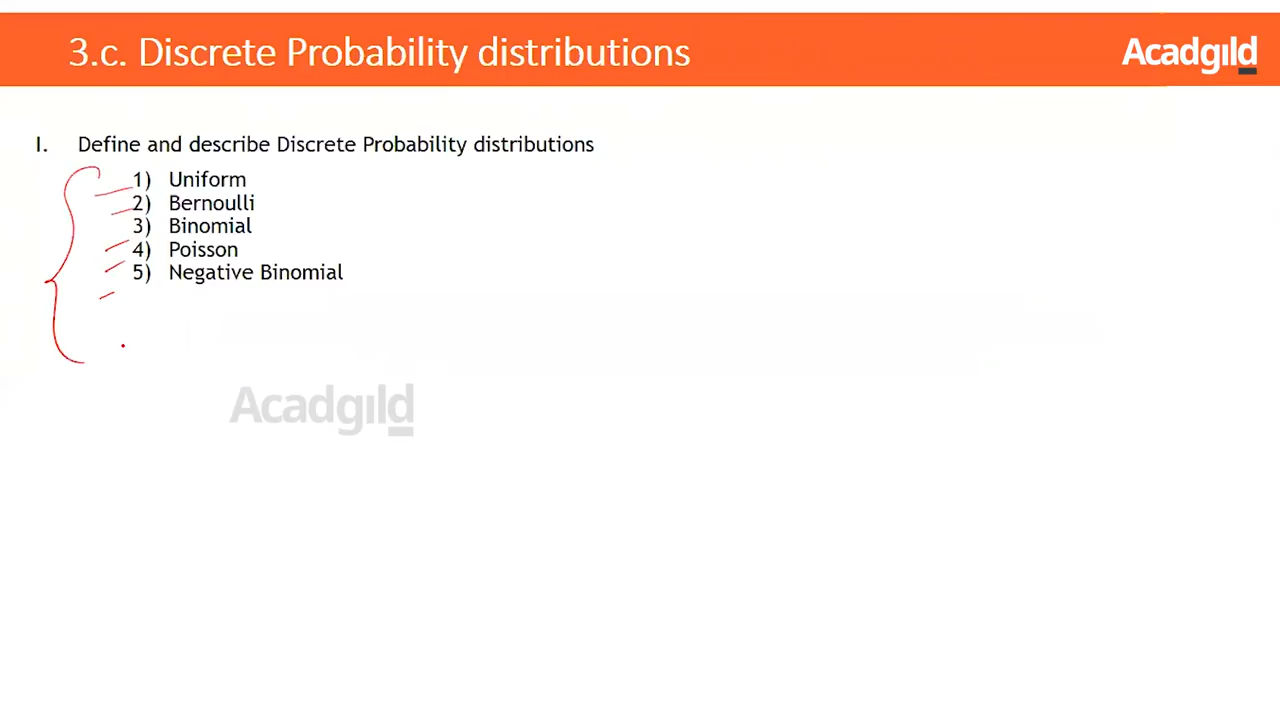 3.c. Discrete Probability distributions
Acadgild
I. Define and describe Discrete Probability distributions
1) Uniform
2) Bernoulli
3) Binomial
4) Poisson
5) Negative Binomial
Acadgild